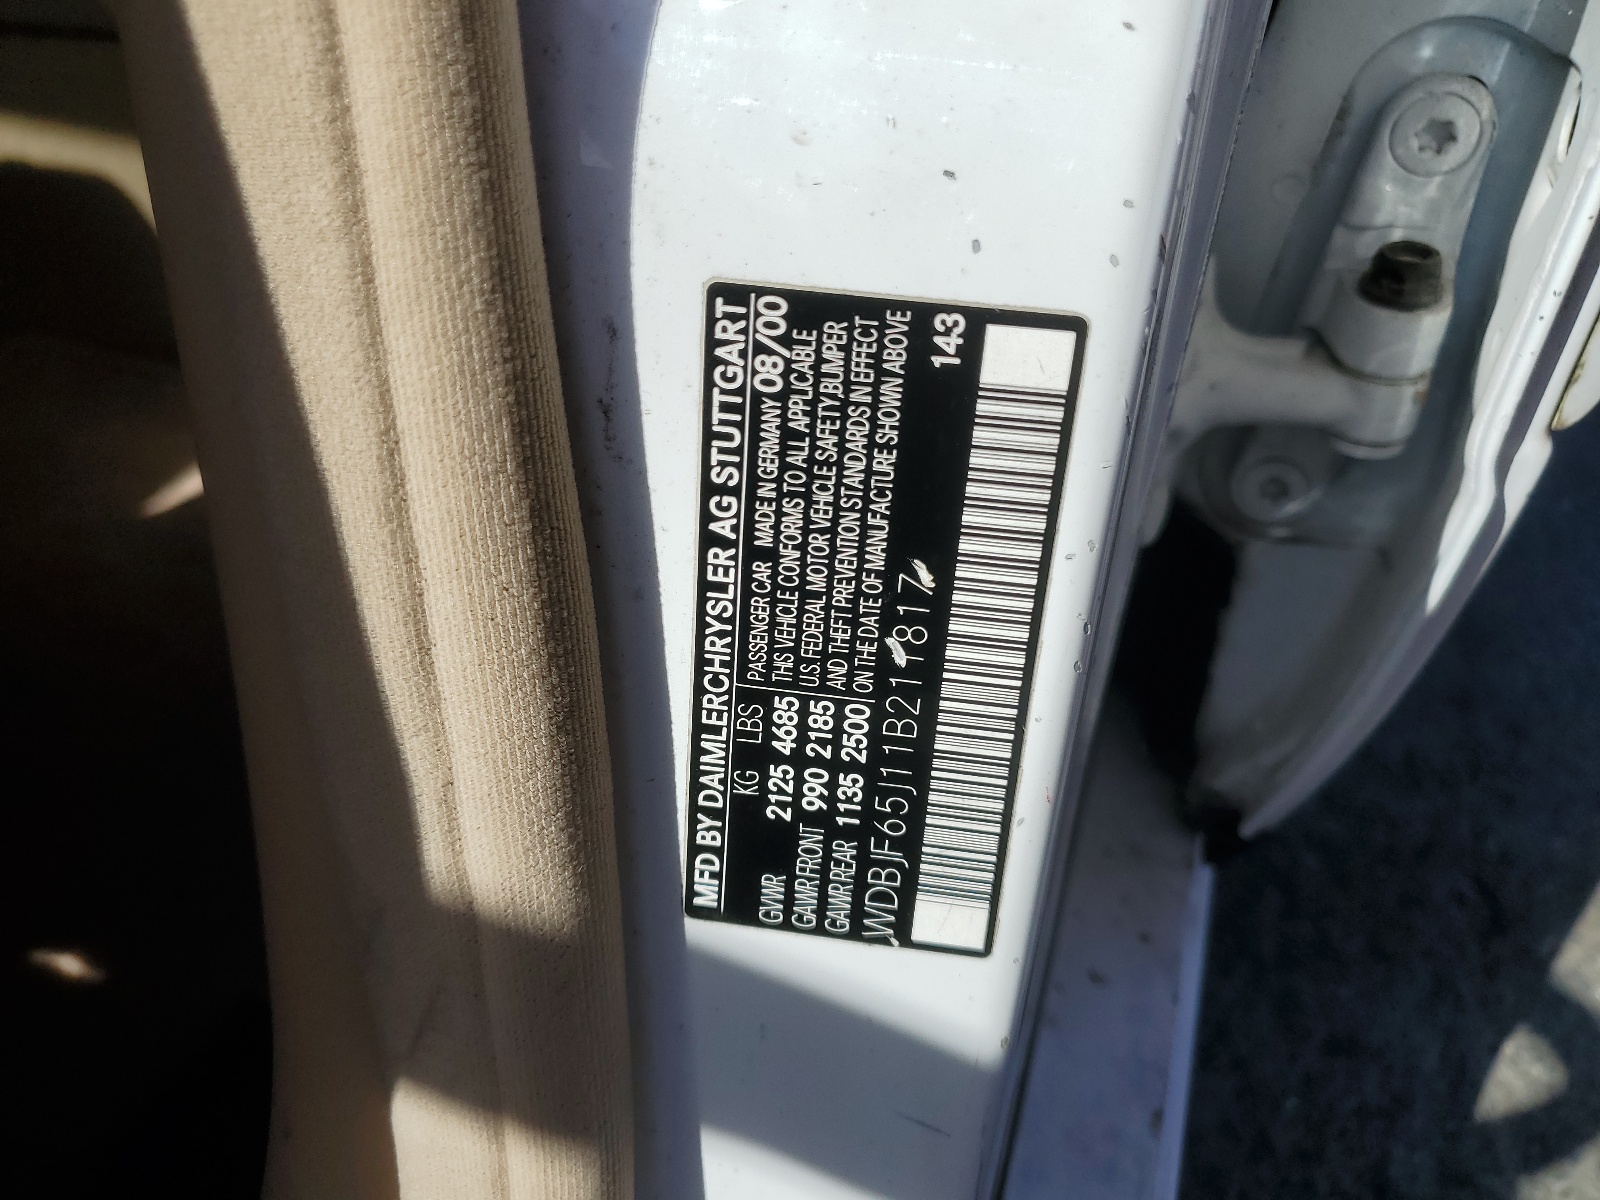 MFD BY DAIMLERCHRYSLER AG STUTTGART
KG LBS PASSENGER CAR MADE IN GERMANY 08/00
GVWR 2125 4685 THIS VEHICLE CONFORMS TO ALL APPLICABLE
GAWR FRONT 990 2185 U.S. FEDERAL MOTOR VEHICLE SAFETY,BUMPER
GAWR REAR 1135 2500 AND THEFT PREVENTION STANDARDS IN EFFECT
ON THE DATE OF MANUFACTURE SHOWN ABOVE
WDBJF65J11B211817
143